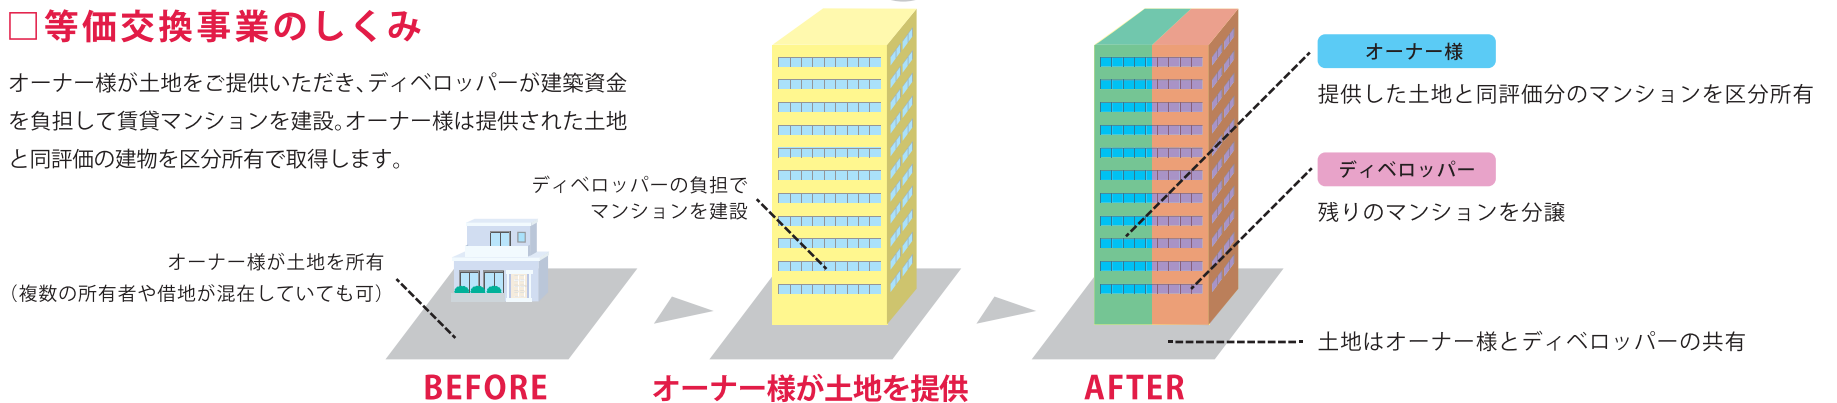 □等価交換事業のしくみ
オーナー様が土地をご提供いただき、ディベロッパーが建築資金
を負担して賃貸マンションを建設。オーナー様は提供された土地
と同評価の建物を区分所有で取得します。
オーナー様が土地を所有
（複数の所有者や借地が混在していても可）
BEFORE
ディベロッパーの負担で
マンションを建設
オーナー様が土地を提供
オーナー様
提供した土地と同評価分のマンションを区分所有
ディベロッパー
残りのマンションを分譲
土地はオーナー様とディベロッパーの共有
AFTER